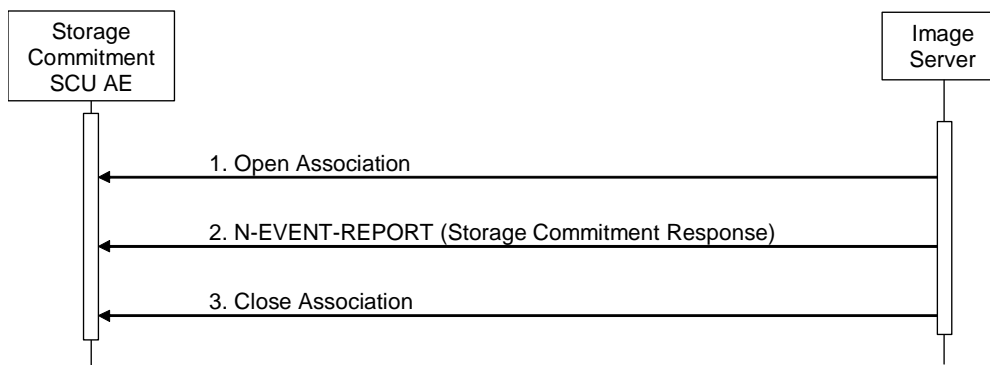 Storage
Commitment
SCU AE
Image
Server
1. Open Association
2. N-EVENT-REPORT (Storage Commitment Response)
3. Close Association